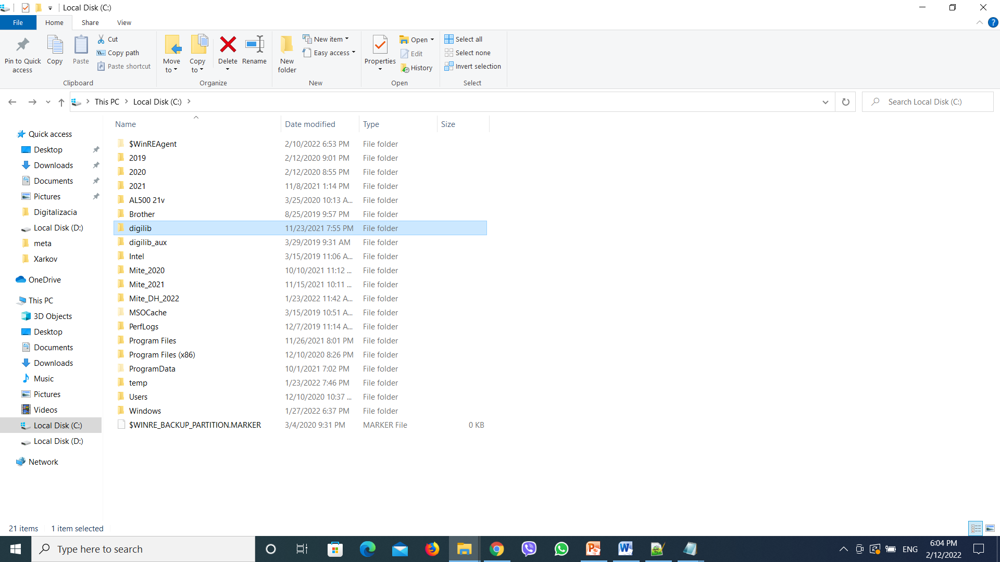 Local Disk (C:)
File Home Share View
Pin to Quick access
Copy
Paste
Cut
Copy path
Paste shortcut
Clipboard
Move to
Copy to
Delete
Rename
Organize
New folder
New item
Easy access
New
Properties
Open
Edit
History
Open
Select all
Select none
Invert selection
Select
This PC Local Disk (C:)
Search Local Disk (C:)
Quick access
Desktop
Downloads
Documents
Pictures
Digitalizacia
Local Disk (D:)
meta
Xarkov
OneDrive
This PC
3D Objects
Desktop
Documents
Downloads
Music
Pictures
Videos
Local Disk (C:)
Local Disk (D:)
Network
Name Date modified Type Size
$WinREAgent 2/10/2022 6:53 PM File folder
2019 2/12/2020 9:01 PM File folder
2020 2/12/2020 8:55 PM File folder
2021 11/8/2021 1:14 PM File folder
AL500 21v 3/25/2020 10:13 A... File folder
Brother 8/25/2019 9:57 PM File folder
digilib 11/23/2021 7:55 PM File folder
digilib_aux 3/29/2019 9:31 AM File folder
Intel 3/15/2019 11:06 A... File folder
Mite_2020 10/10/2021 11:12 ... File folder
Mite_2021 11/15/2021 10:11 ... File folder
Mite_DH_2022 1/23/2022 11:42 A... File folder
MSOCache 3/15/2019 10:51 A... File folder
PerfLogs 12/7/2019 11:14 A... File folder
Program Files 11/26/2021 8:01 PM File folder
Program Files (x86) 12/10/2020 8:26 PM File folder
ProgramData 10/1/2021 7:02 PM File folder
temp 1/23/2022 7:46 PM File folder
Users 12/10/2020 10:37 ... File folder
Windows 1/27/2022 6:37 PM File folder
$WINRE_BACKUP_PARTITION.MARKER 3/4/2020 9:31 PM MARKER File 0 KB
21 items 1 item selected
Type here to search
ENG
6:04 PM
2/12/2022